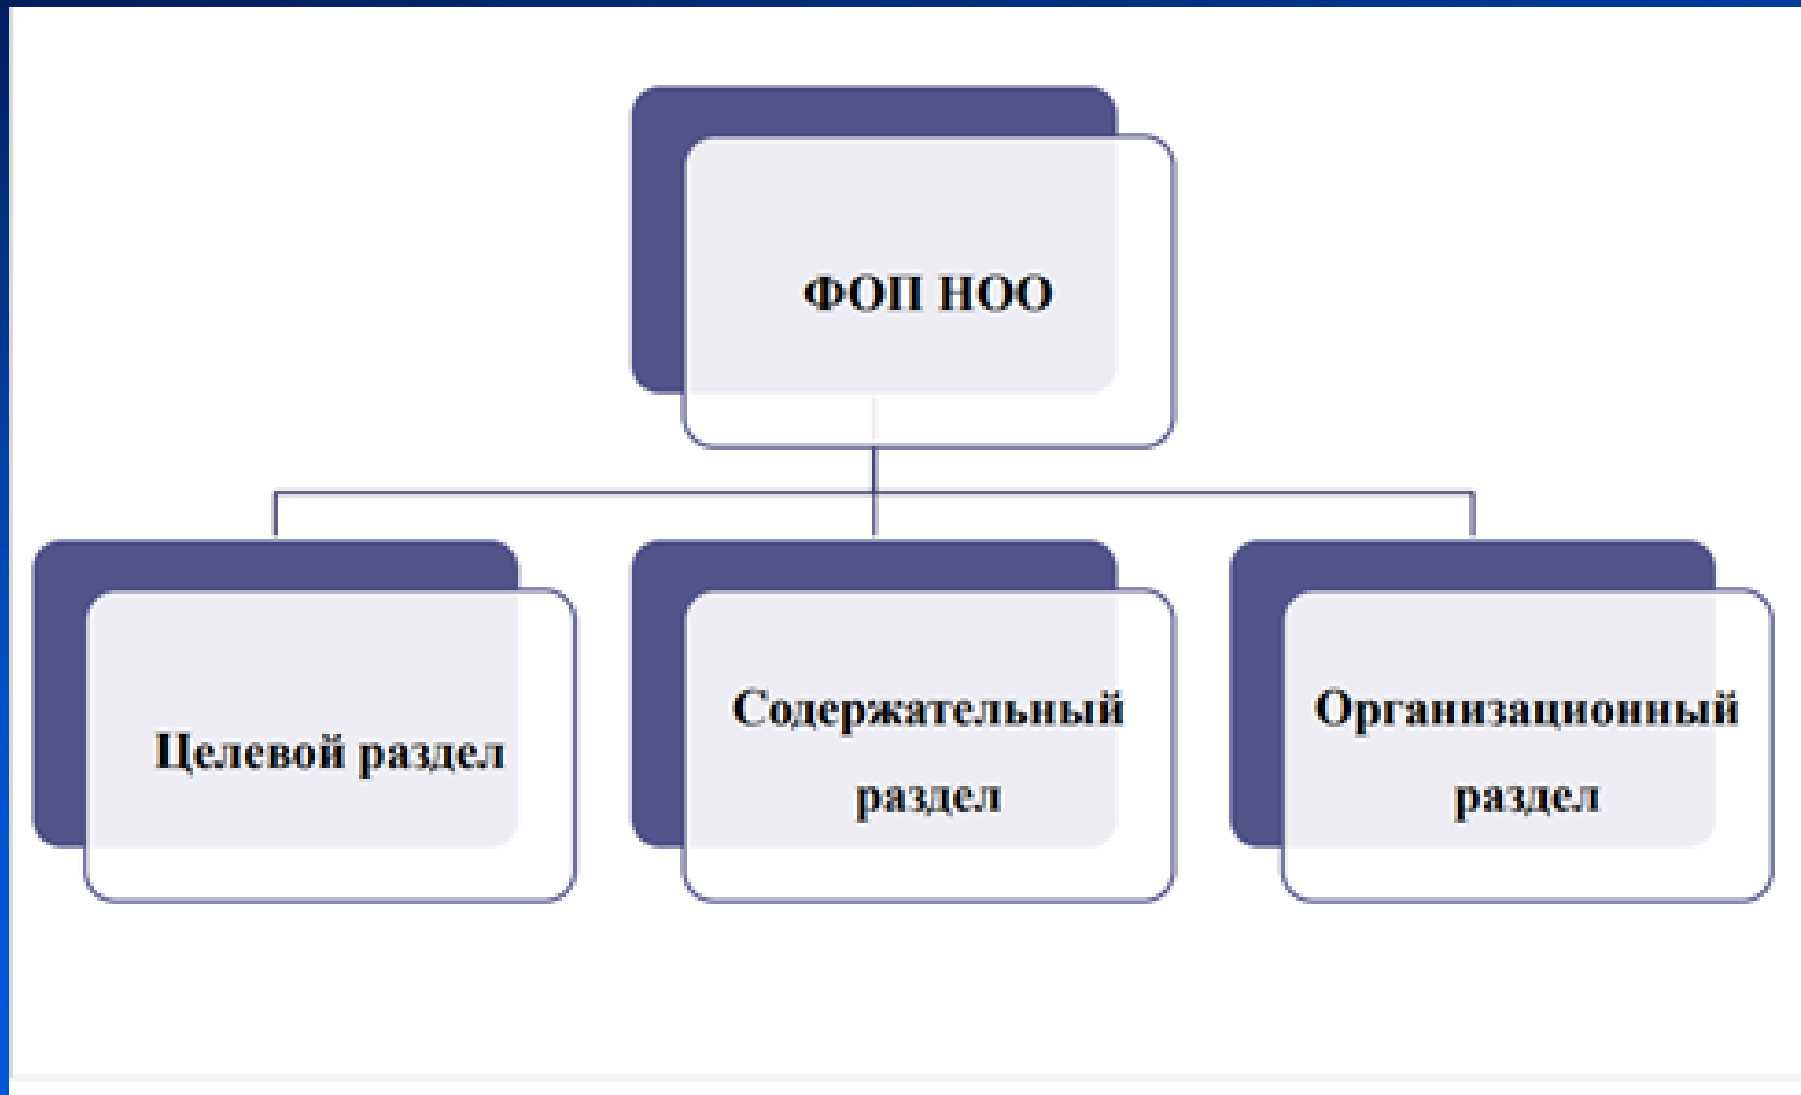 ФОП НОО
Целевой раздел
Содержательный
раздел
Организационный
раздел